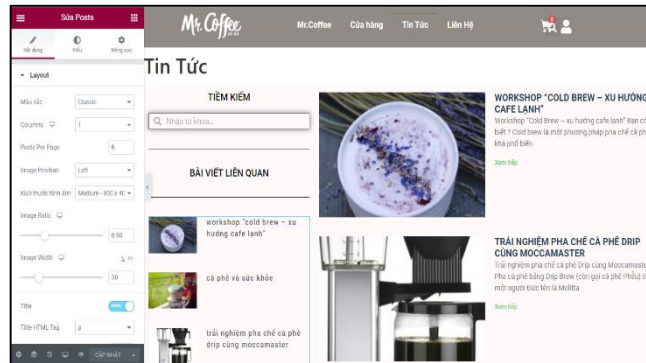 Sửa Posts
Nội dung
Kiểu
Nâng cao
Layout
Màu sắc
Classic
Columns
1
Posts Per Page
6
Image Position
Left
Kích thước hình ảnh
Medium - 300 x 40
Image Ratio
Image Width
30
Title
Title HTML Tag
p
CẬP NHẬT
Mr. Coffee
Mr.Coffee
Cửa hàng
Tin Tức
Liên Hệ
0
Tin Tức
TÌỀM KIẾM
Nhập từ khóa...
BÀI VIẾT LIÊN QUAN
workshop "cold brew – xu
hướng cafe lạnh"
cà phê và sức khỏe
trải nghiệm pha chế cà phê
drip cùng moccamaster
WORKSHOP "COLD BREW – XU HƯỚNG
CAFE LẠNH"
Workshop "Cold Brew – xu hướng cafe lạnh" Bạn có
biết ? Cold brew là một phương pháp pha chế cà ph
khá phổ biến
Xem tiếp
TRẢI NGHIỆM PHA CHẾ CÀ PHÊ DRIP
CÙNG MOCCAMASTER
Trải nghiệm pha chế cà phê Drip cùng Moccamaste
Pha cà phê bằng Drip Brew (còn gọi cà phê Phễu) d
một người Đức tên là Melitta
Xem tiếp